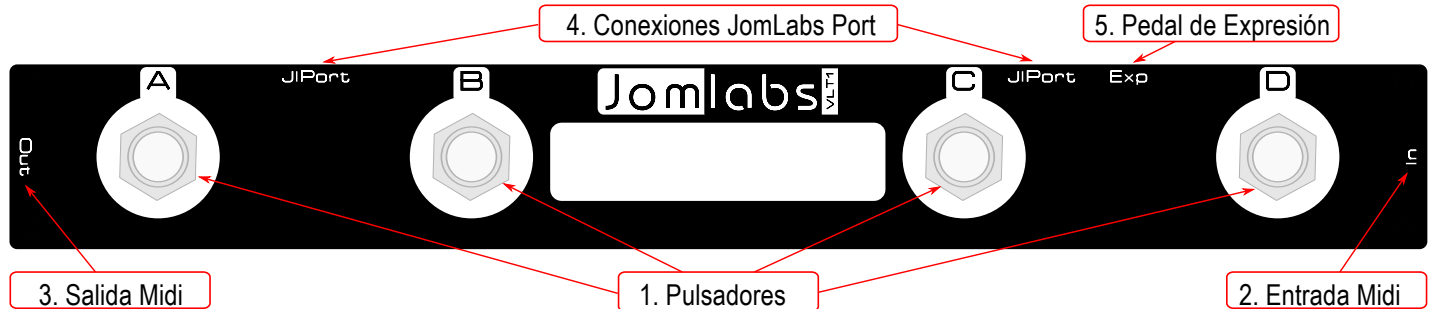 4. Conexiones JomLabs Port
5. Pedal de Expresión
A
JlPort
B
Jomlabs
VLT1
C
JlPort
Exp
D
Out
In
3. Salida Midi
1. Pulsadores
2. Entrada Midi